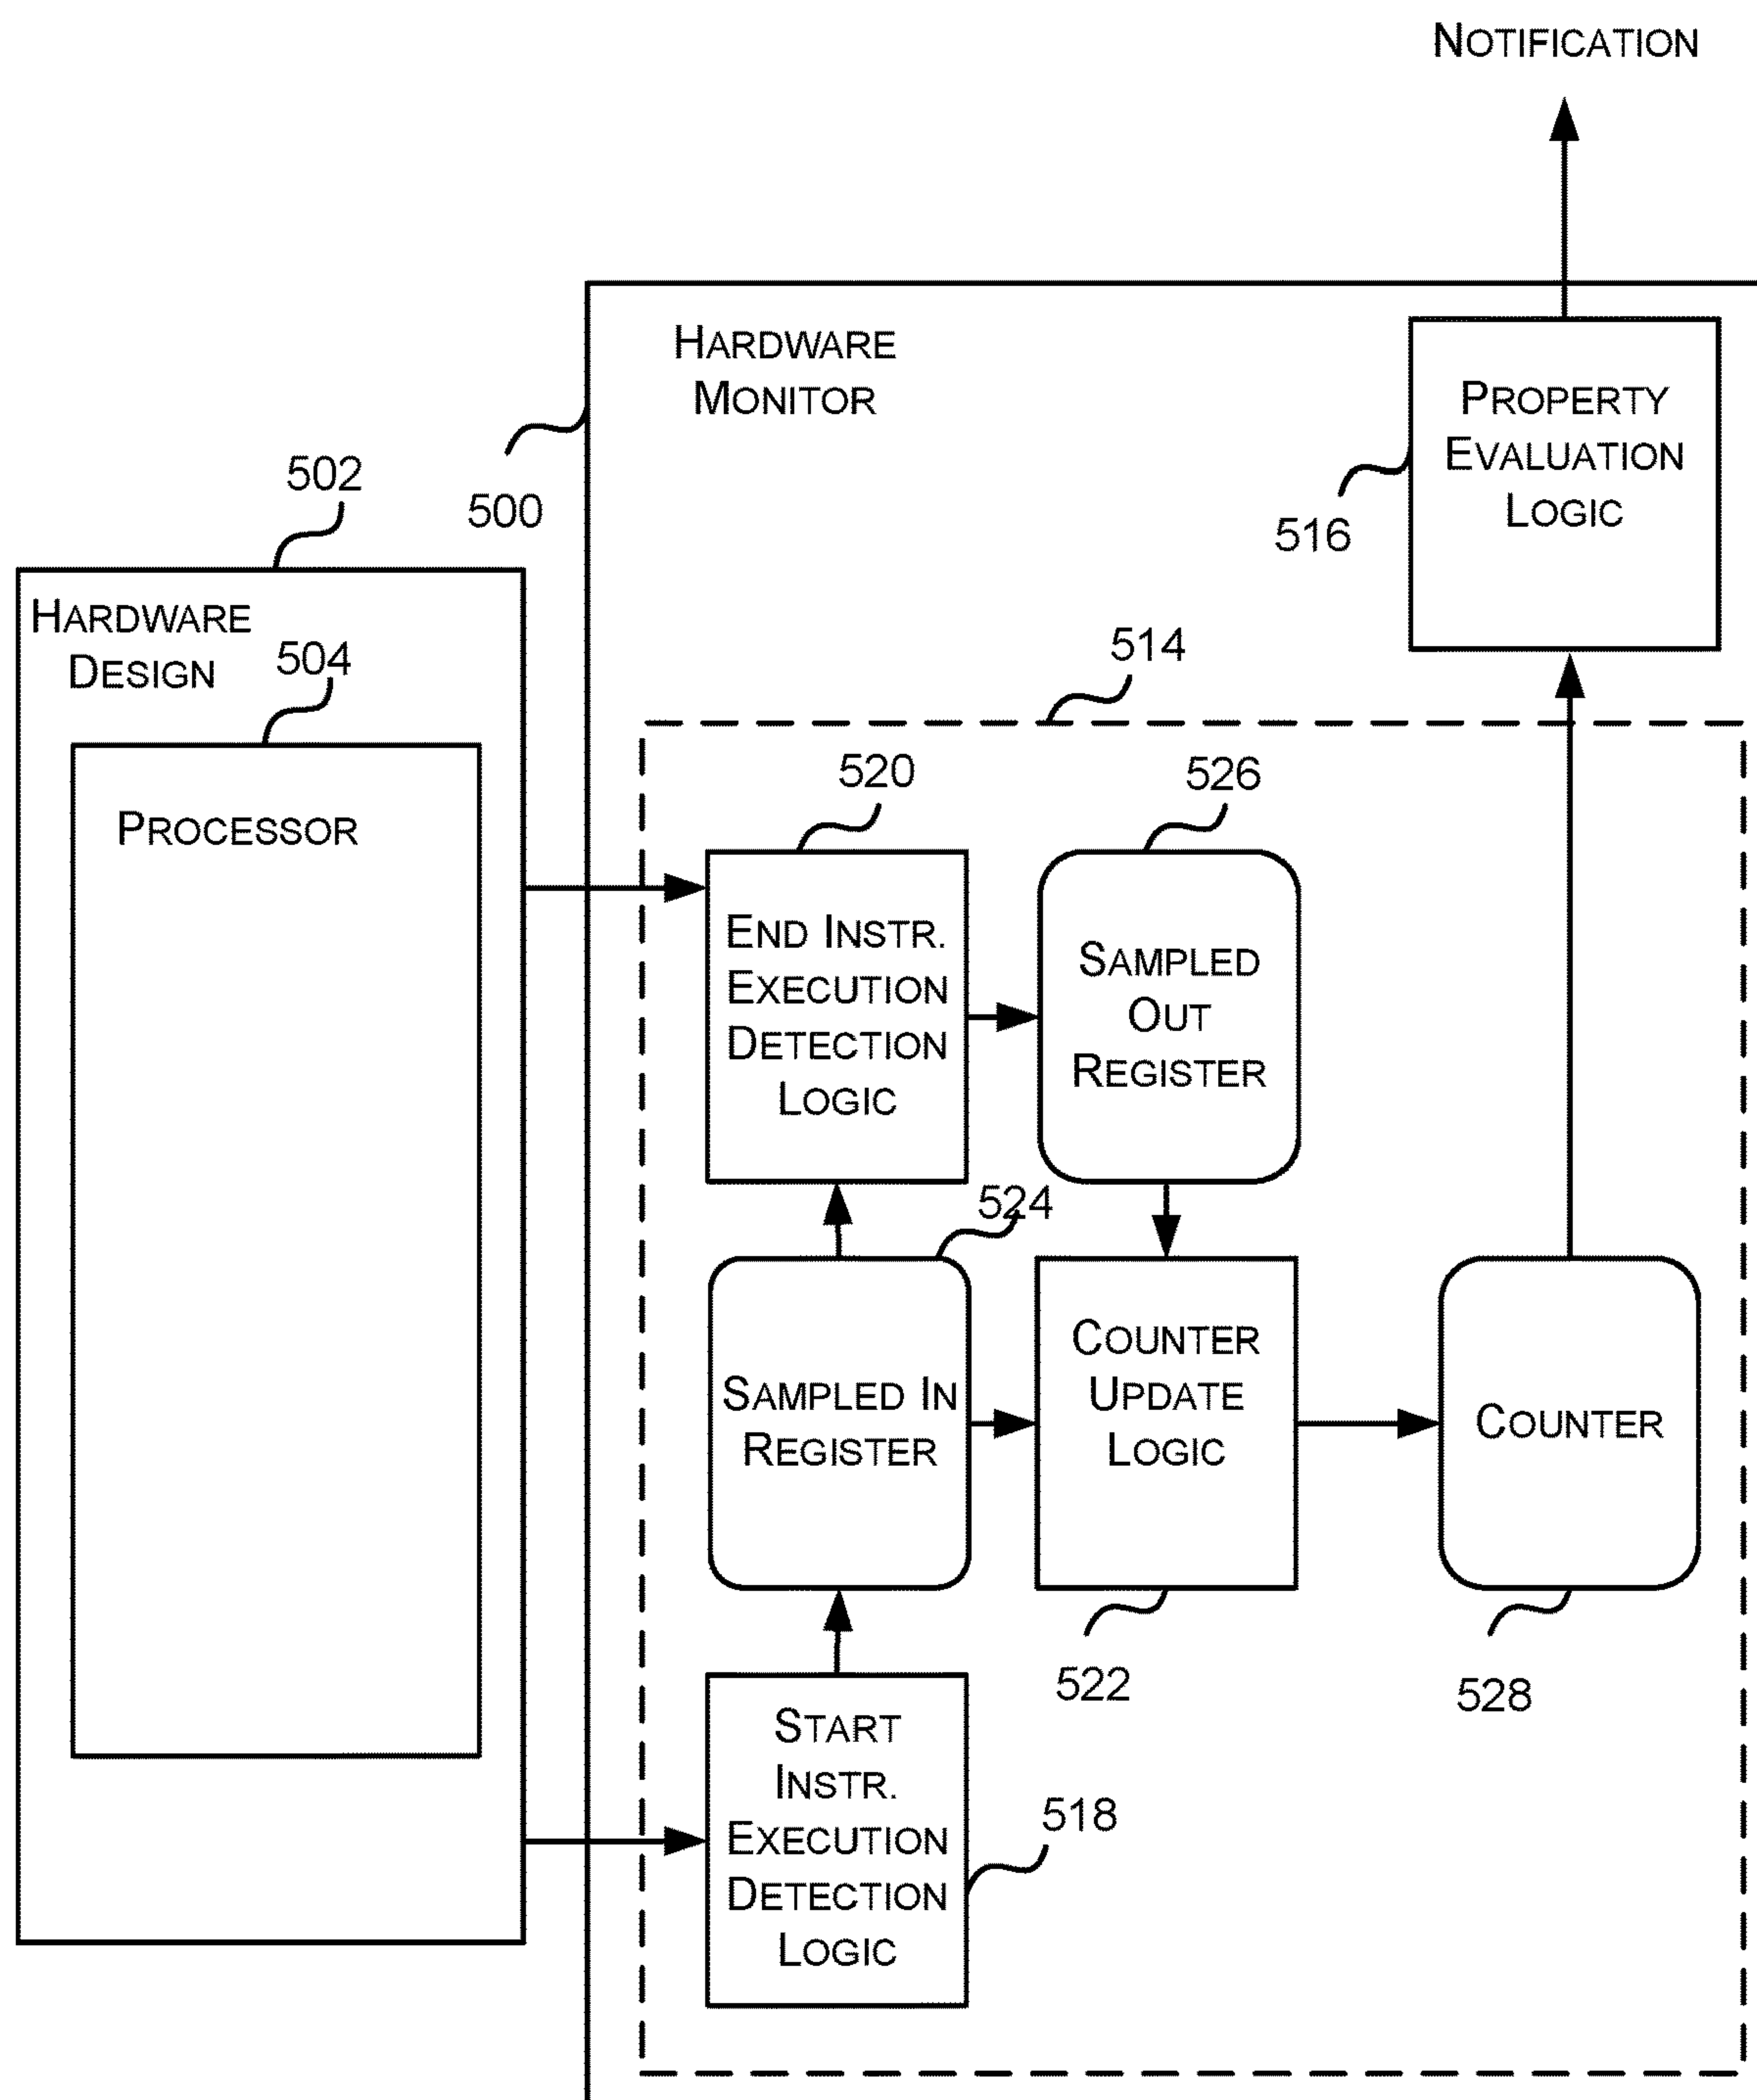 NOTIFICATION
HARDWARE
MONITOR
500
PROPERTY
EVALUATION
LOGIC
516
502
HARDWARE
DESIGN
504
PROCESSOR
514
520
END INSTR.
EXECUTION
DETECTION
LOGIC
526
SAMPLED
OUT
REGISTER
524
SAMPLED IN
REGISTER
COUNTER
UPDATE
LOGIC
522
COUNTER
528
START
INSTR.
EXECUTION
DETECTION
LOGIC
518